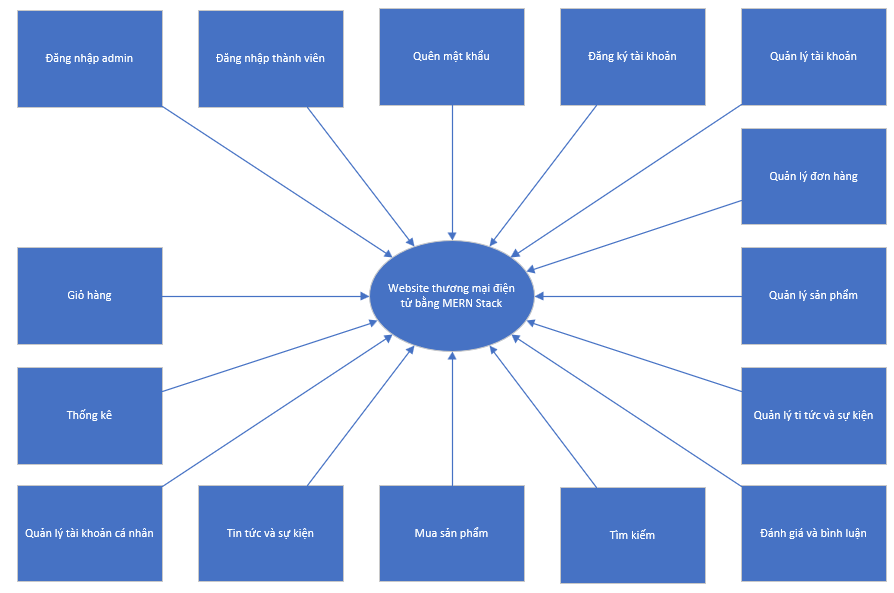 Đăng nhập admin
Đăng nhập thành viên
Quên mật khẩu
Đăng ký tài khoản
Quản lý tài khoản
Quản lý đơn hàng
Giỏ hàng
Website thương mại điện
tử bằng MERN Stack
Quản lý sản phẩm
Thống kê
Quản lý ti tức và sự kiện
Quản lý tài khoản cá nhân
Tin tức và sự kiện
Mua sản phẩm
Tìm kiếm
Đánh giá và bình luận